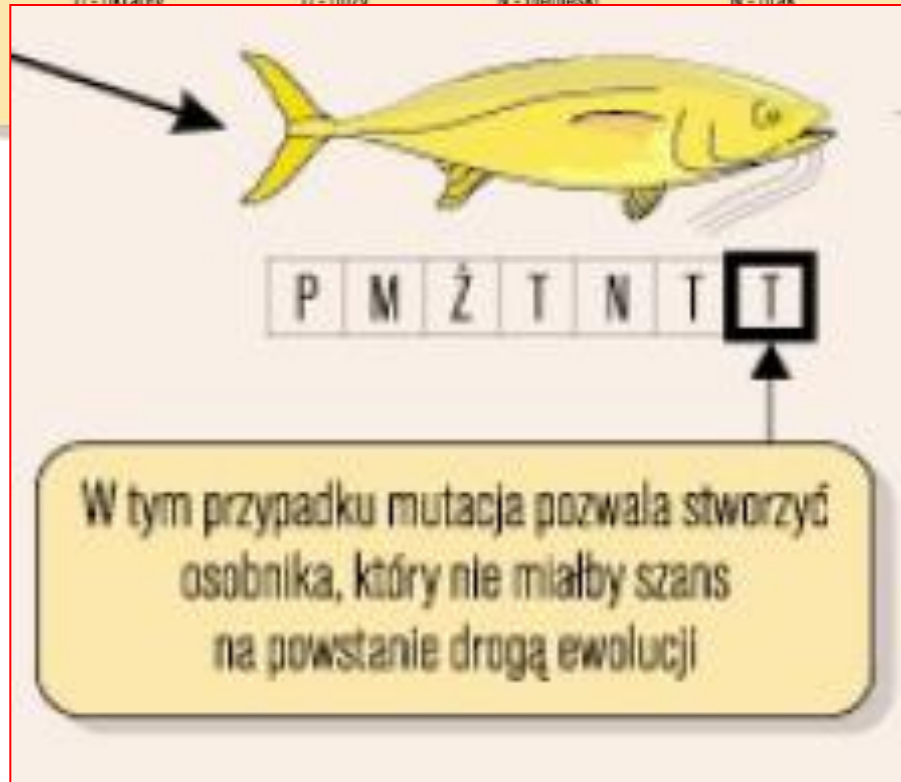 P M Ż T N T T
W tym przypadku mutacja pozwala stworzyć
osobnika, który nie miałby szans
na powstanie drogą ewolucji